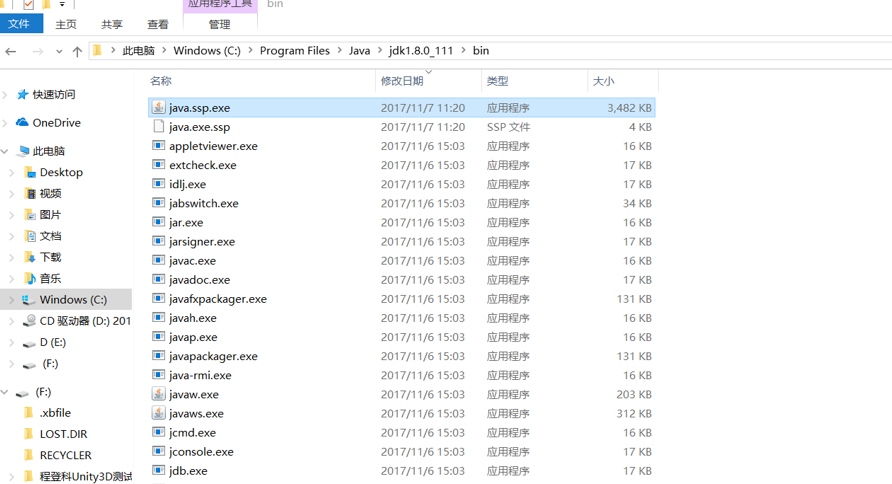 应用程序工具 bin
文件 主页 共享 查看 管理
此电脑 Windows (C:) Program Files Java jdk1.8.0_111 bin
名称 修改日期 类型 大小
快速访问
OneDrive
此电脑
Desktop
视频
图片
文档
下载
音乐
Windows (C:)
CD 驱动器 (D:) 201
D (E:)
(F:)
(F:)
.xbfile
LOST.DIR
RECYCLER
程登科Unity3D测试
java.ssp.exe 2017/11/7 11:20 应用程序 3,482 KB
java.exe.ssp 2017/11/7 11:20 SSP 文件 4 KB
appletviewer.exe 2017/11/6 15:03 应用程序 16 KB
extcheck.exe 2017/11/6 15:03 应用程序 17 KB
idlj.exe 2017/11/6 15:03 应用程序 17 KB
jabswitch.exe 2017/11/6 15:03 应用程序 34 KB
jar.exe 2017/11/6 15:03 应用程序 16 KB
jarsigner.exe 2017/11/6 15:03 应用程序 17 KB
javac.exe 2017/11/6 15:03 应用程序 16 KB
javadoc.exe 2017/11/6 15:03 应用程序 17 KB
javafxpackager.exe 2017/11/6 15:03 应用程序 131 KB
javah.exe 2017/11/6 15:03 应用程序 16 KB
javap.exe 2017/11/6 15:03 应用程序 16 KB
javapackager.exe 2017/11/6 15:03 应用程序 131 KB
java-rmi.exe 2017/11/6 15:03 应用程序 16 KB
javaw.exe 2017/11/6 15:03 应用程序 203 KB
javaws.exe 2017/11/6 15:03 应用程序 312 KB
jcmd.exe 2017/11/6 15:03 应用程序 16 KB
jconsole.exe 2017/11/6 15:03 应用程序 17 KB
jdb.exe 2017/11/6 15:03 应用程序 17 KB